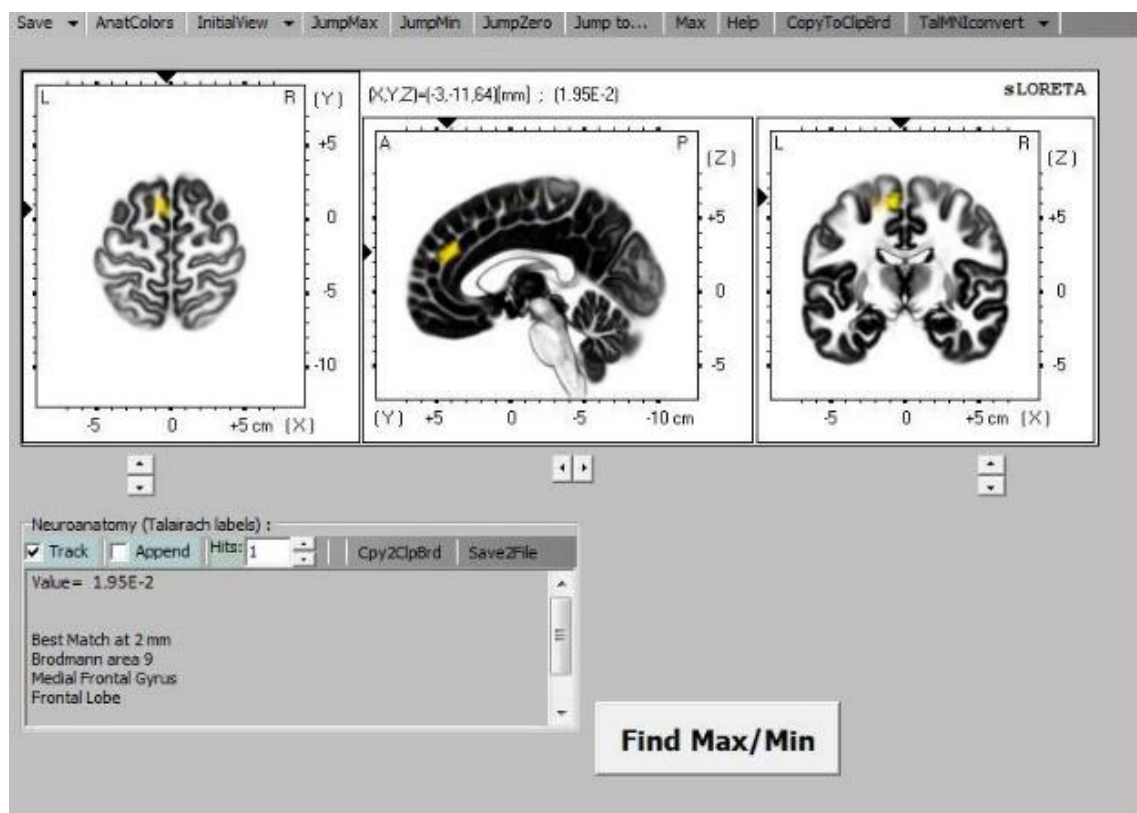 Save AnatColors InitialView JumpMax JumpMin JumpZero Jump to... Max Help CopyToClpBrd TalMNIconvert
L R (Y)
+5
0
-5
-10
-5 0 +5 cm (X)
(X,Y,Z)=(-3,-11,64)[mm] ; (1.95E-2)
sLORETA
A P (Z)
+5
0
-5
(Y) +5 0 -5 -10 cm
L R (Z)
+5
0
-5
-5 0 +5 cm (X)
Neuroanatomy (Talairach labels) :
Track Append Hits: 1 Cpy2ClpBrd Save2File
Value= 1.95E-2
Best Match at 2 mm
Brodmann area 9
Medial Frontal Gyrus
Frontal Lobe
Find Max/Min